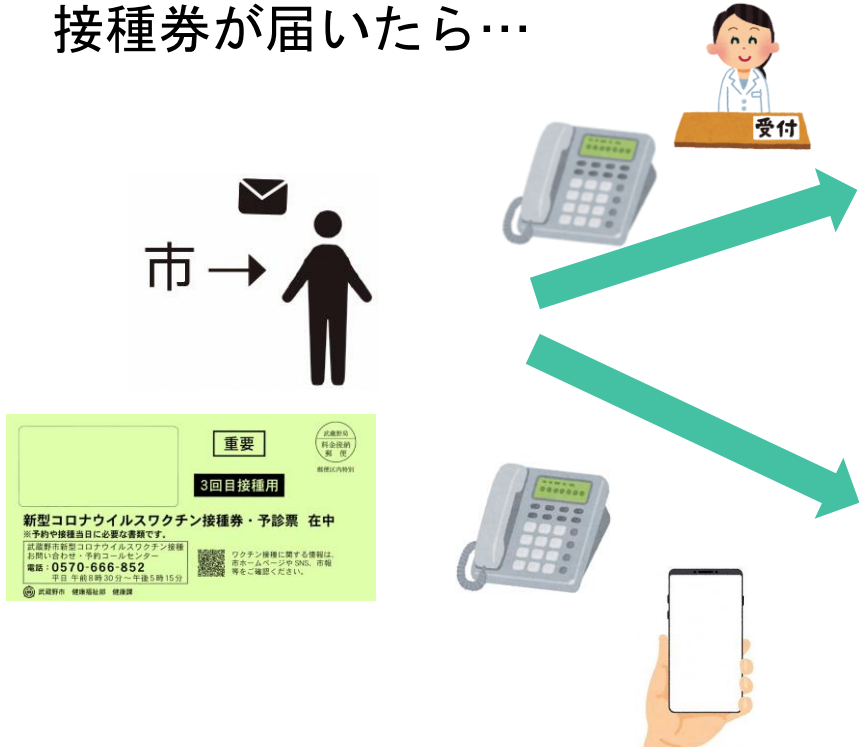 接種券が届いたら…
受付
市→
重要
武蔵野局
料金後納
郵便
郵便区内特別
3回目接種用
新型コロナウイルスワクチン接種券・予診票 在中
※予約や接種当日に必要な書類です。
武蔵野市新型コロナウイルスワクチン接種
お問い合わせ・予約コールセンター
電話:0570-666-852
平日 午前8時30分～午後5時15分
ワクチン接種に関する情報は、
市ホームページやSNS、市報
等をご確認ください。
武蔵野市 健康福祉部 健康課